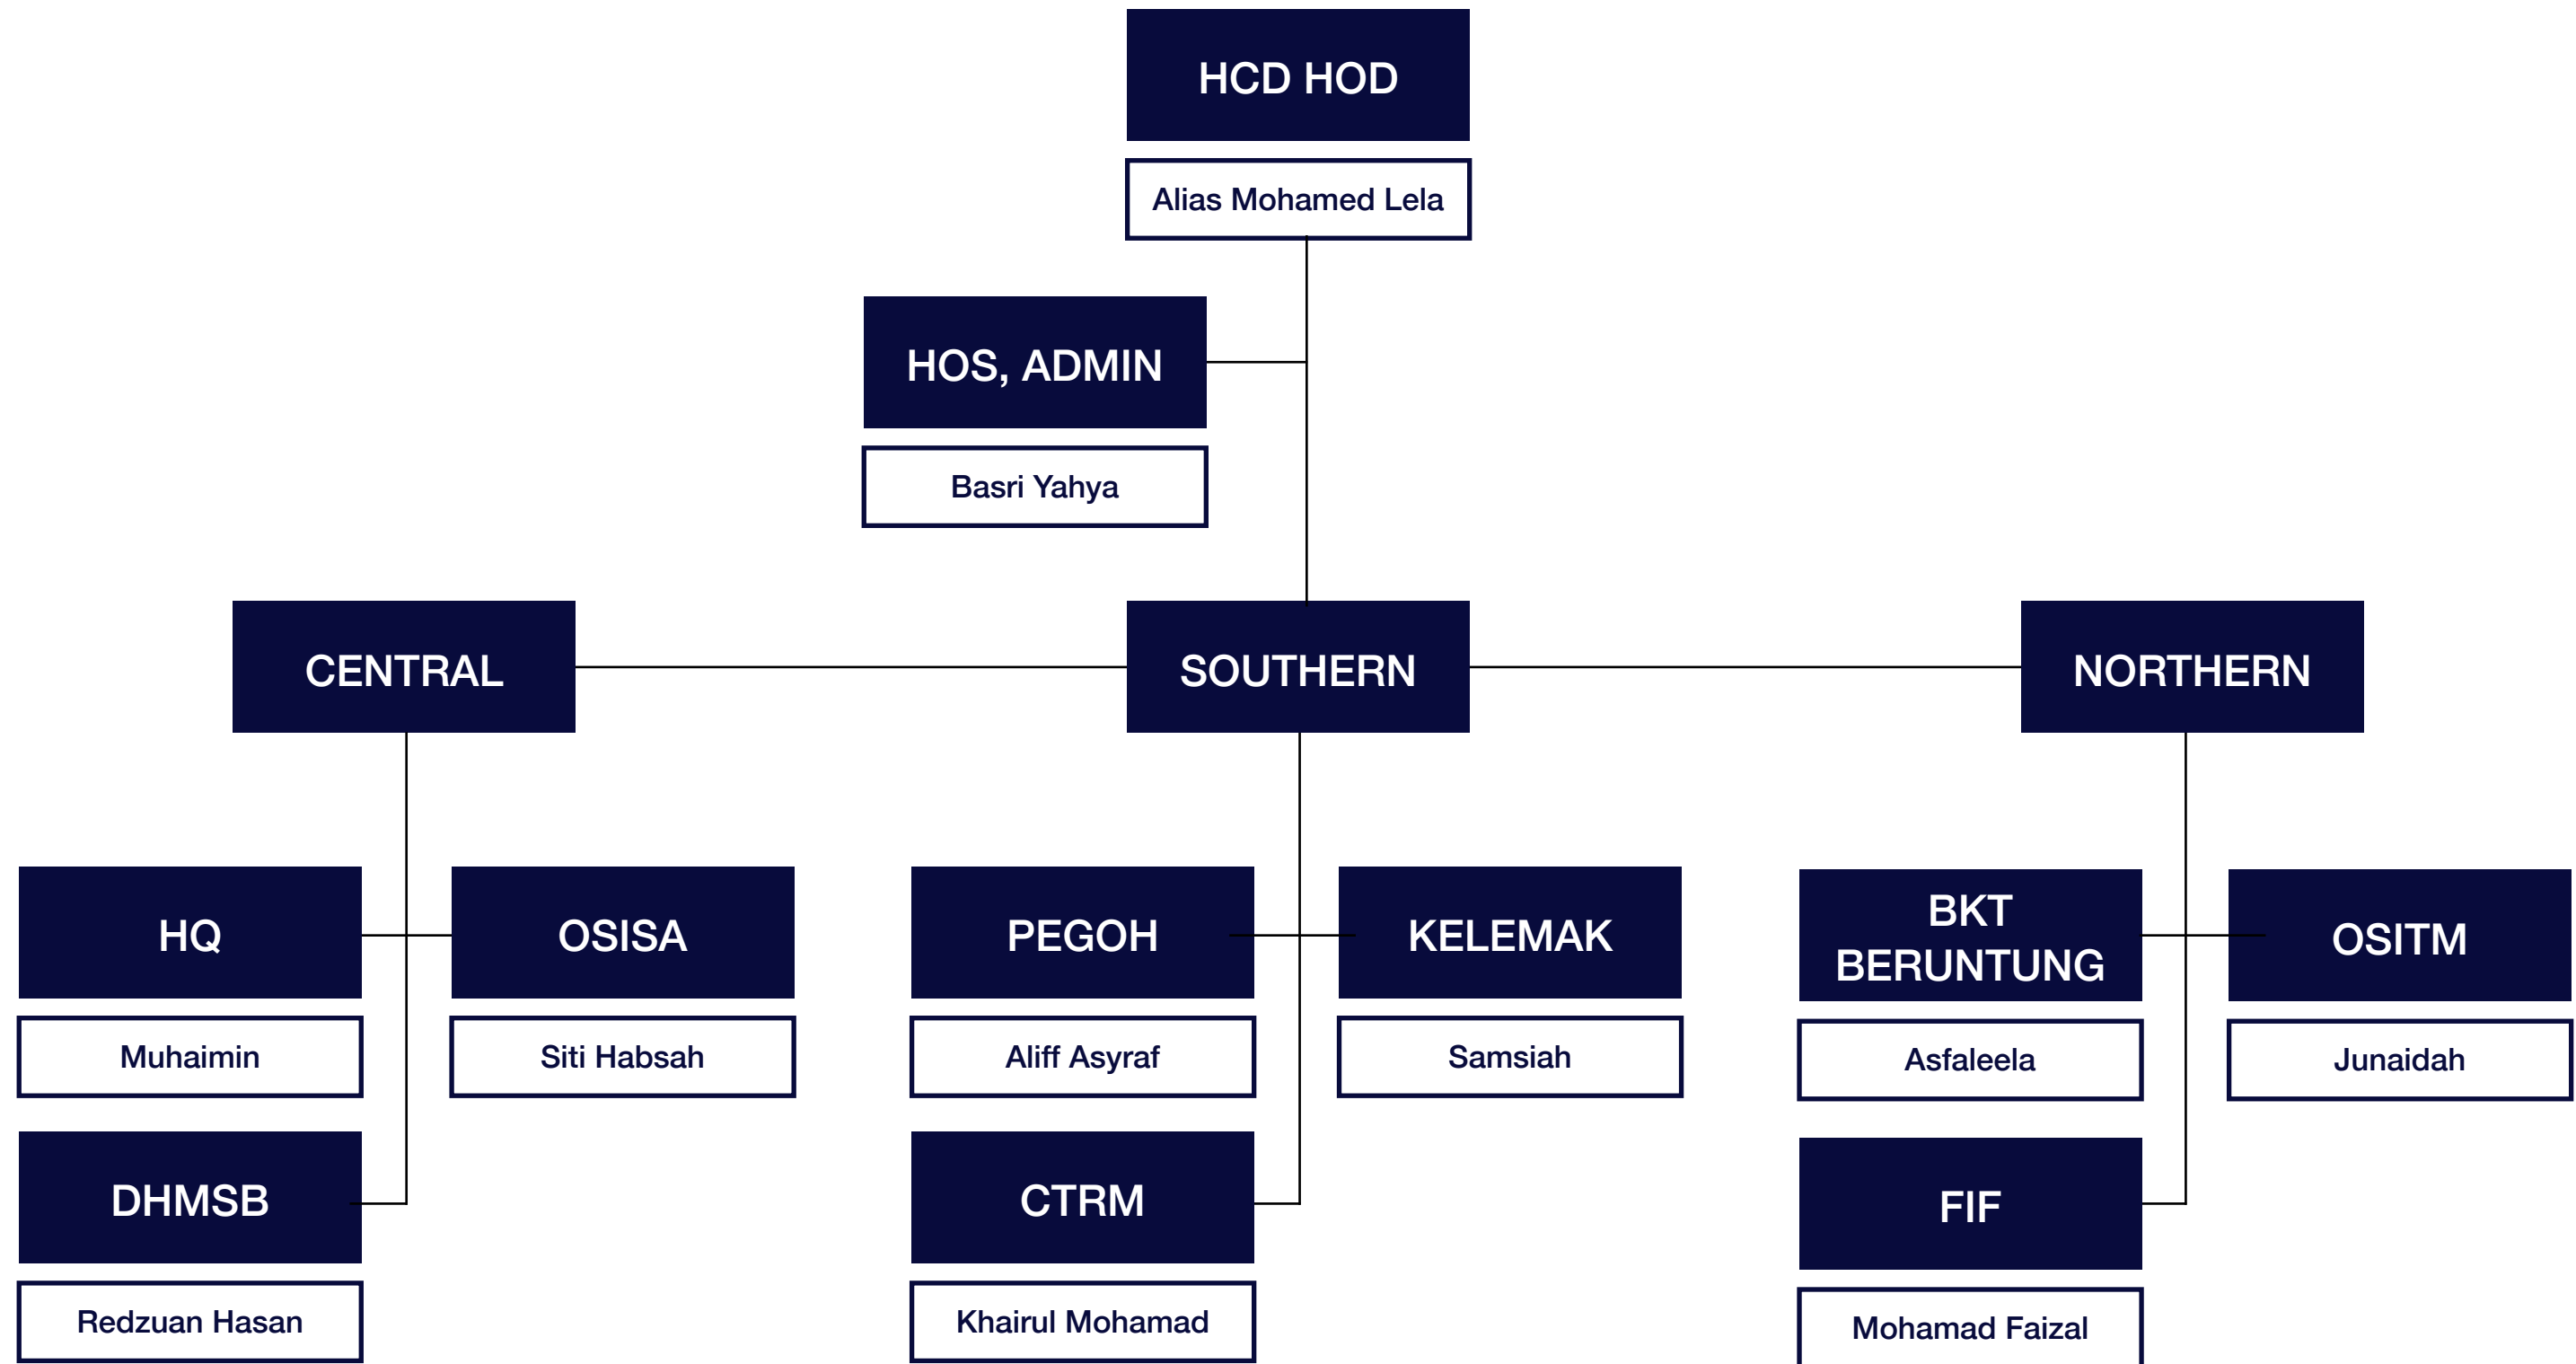 HCD HOD
Alias Mohamed Lela
HOS, ADMIN
Basri Yahya
CENTRAL
SOUTHERN
NORTHERN
HQ
Muhaimin
OSISA
Siti Habsah
DHMSB
Redzuan Hasan
PEGOH
Aliff Asyraf
KELEMAK
Samsiah
CTRM
Khairul Mohamad
BKT
BERUNTUNG
Asfaleela
OSITM
Junaidah
FIF
Mohamad Faizal